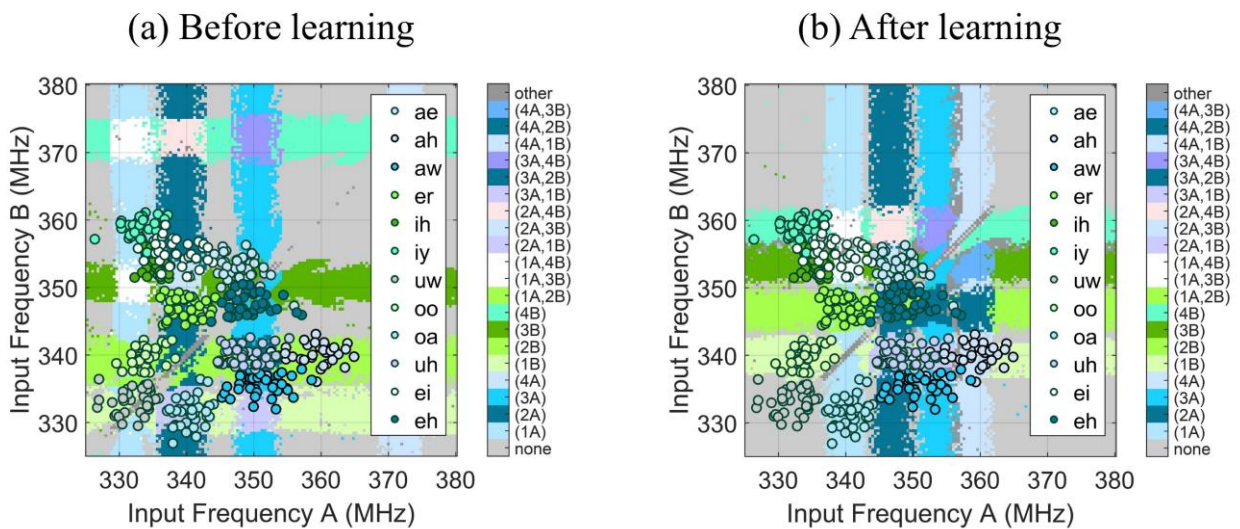 (a) Before learning
380
370
360
350
340
330
Input Frequency B (MHz)
330 340 350 360 370 380
Input Frequency A (MHz)
ae
ah
aw
er
ih
iy
uw
oo
oa
uh
ei
eh
other
(4A,3B)
(4A,2B)
(4A,1B)
(3A,4B)
(3A,2B)
(3A,1B)
(2A,4B)
(2A,3B)
(2A,1B)
(1A,4B)
(1A,3B)
(1A,2B)
(4B)
(3B)
(2B)
(1B)
(4A)
(3A)
(2A)
(1A)
none
(b) After learning
380
370
360
350
340
330
Input Frequency B (MHz)
330 340 350 360 370 380
Input Frequency A (MHz)
ae
ah
aw
er
ih
iy
uw
oo
oa
uh
ei
eh
other
(4A,3B)
(4A,2B)
(4A,1B)
(3A,4B)
(3A,2B)
(3A,1B)
(2A,4B)
(2A,3B)
(2A,1B)
(1A,4B)
(1A,3B)
(1A,2B)
(4B)
(3B)
(2B)
(1B)
(4A)
(3A)
(2A)
(1A)
none